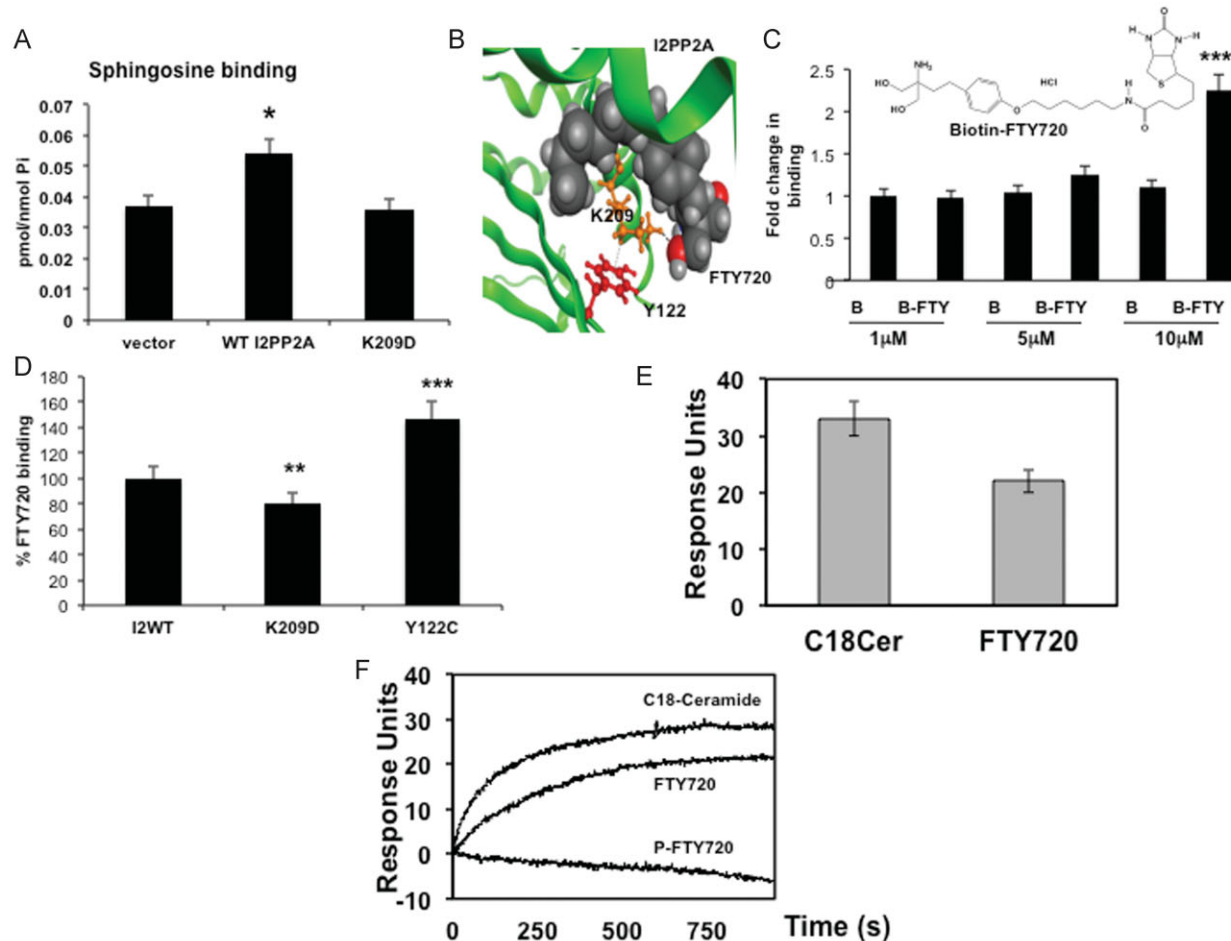 A
Sphingosine binding
pmol/nmol Pi
0.07
0.06
0.05
0.04
0.03
0.02
0.01
0
*
vector WT I2PP2A K209D
B
I2PP2A
K209
FTY720
Y122
C
Fold change in
binding
2.5
2
1.5
1
0.5
0
O
H N N H
S
NH₂
HO
HO
HCl
O
H
N
O
Biotin-FTY720
***
B B-FTY B B-FTY B B-FTY
1µM 5µM 10µM
D
% FTY720 binding
180
160
140
120
100
80
60
40
20
0
**
***
I2WT K209D Y122C
E
Response Units
40
30
20
10
0
C18Cer FTY720
F
Response Units
40
30
20
10
0
-10
C18-Ceramide
FTY720
P-FTY720
0 250 500 750 Time (s)